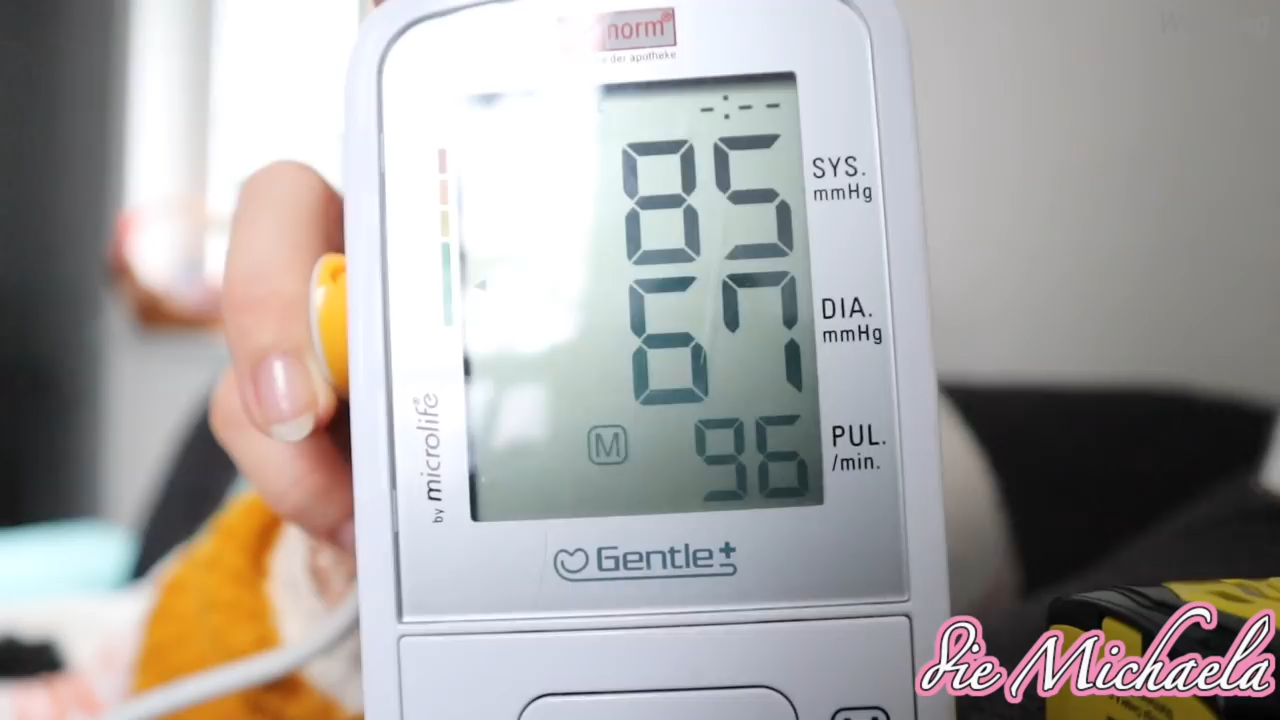 norm®
der apotheke
-:--
85
SYS.
mmHg
67
DIA.
mmHg
M
96
PUL.
/min.
by microlife®
Gentle+
Die Michaela